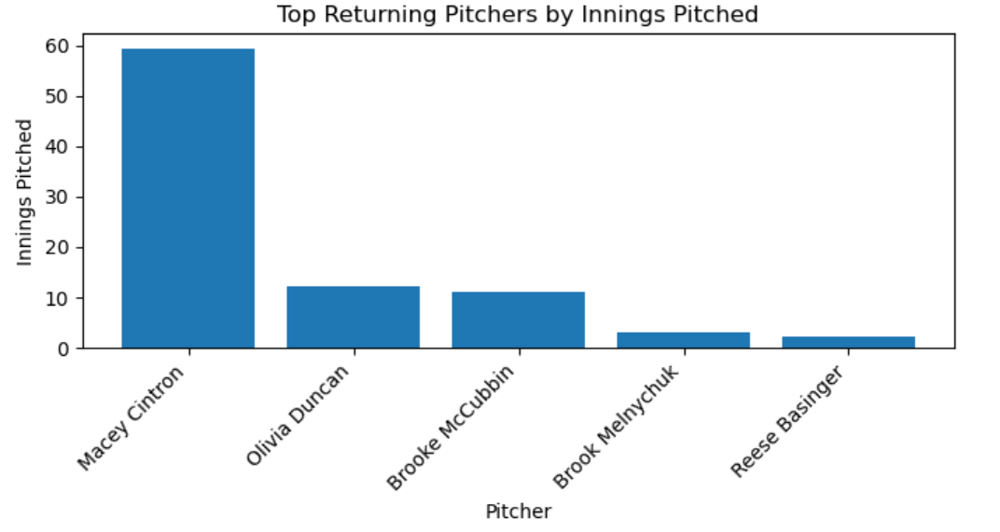 Top Returning Pitchers by Innings Pitched
Innings Pitched
60
50
40
30
20
10
0
Macey Cintron
Olivia Duncan
Brooke McCubbin
Brook Melnychuk
Reese Basinger
Pitcher